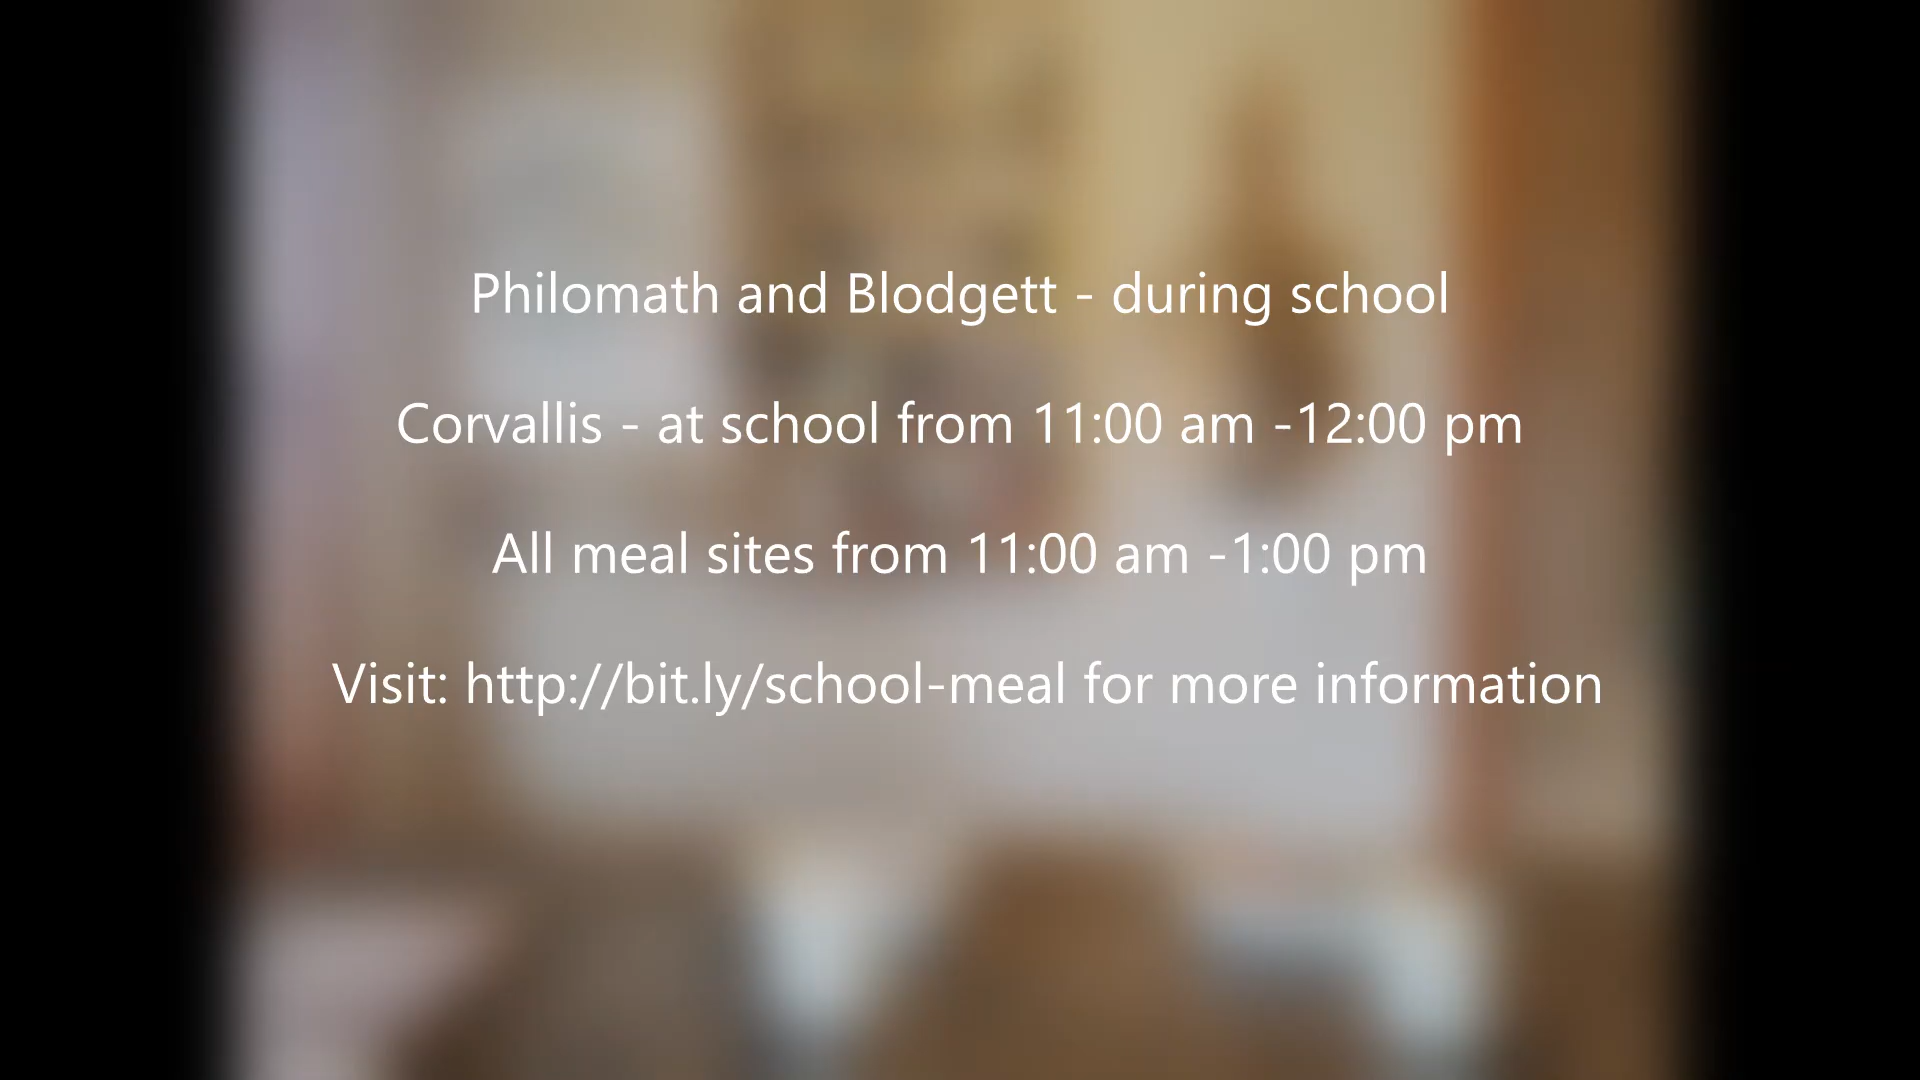 Philomath and Blodgett - during school
Corvallis - at school from 11:00 am -12:00 pm
All meal sites from 11:00 am -1:00 pm
Visit: http://bit.ly/school-meal for more information